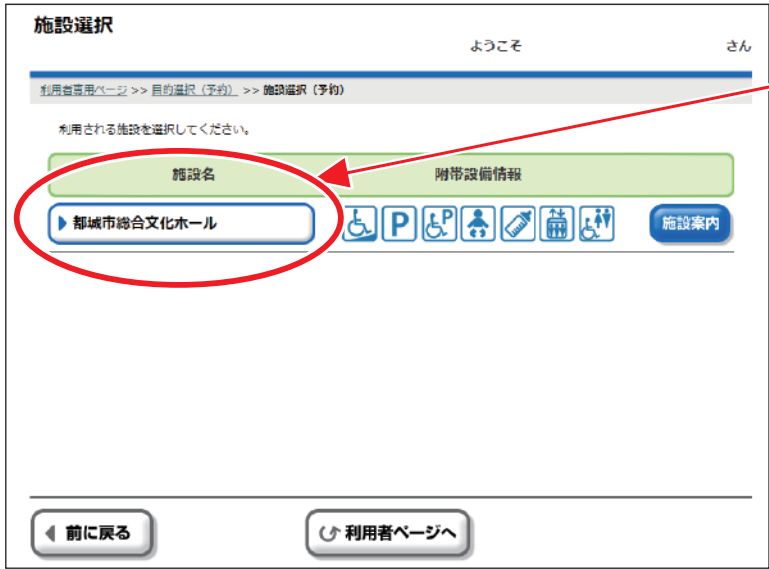 施設選択
ようこそ さん
利用者専用ページ >> 目的選択（予約） >> 施設選択（予約）
利用される施設を選択してください。
施設名 附帯設備情報
都城市総合文化ホール P P 施設案内
前に戻る 利用者ページへ